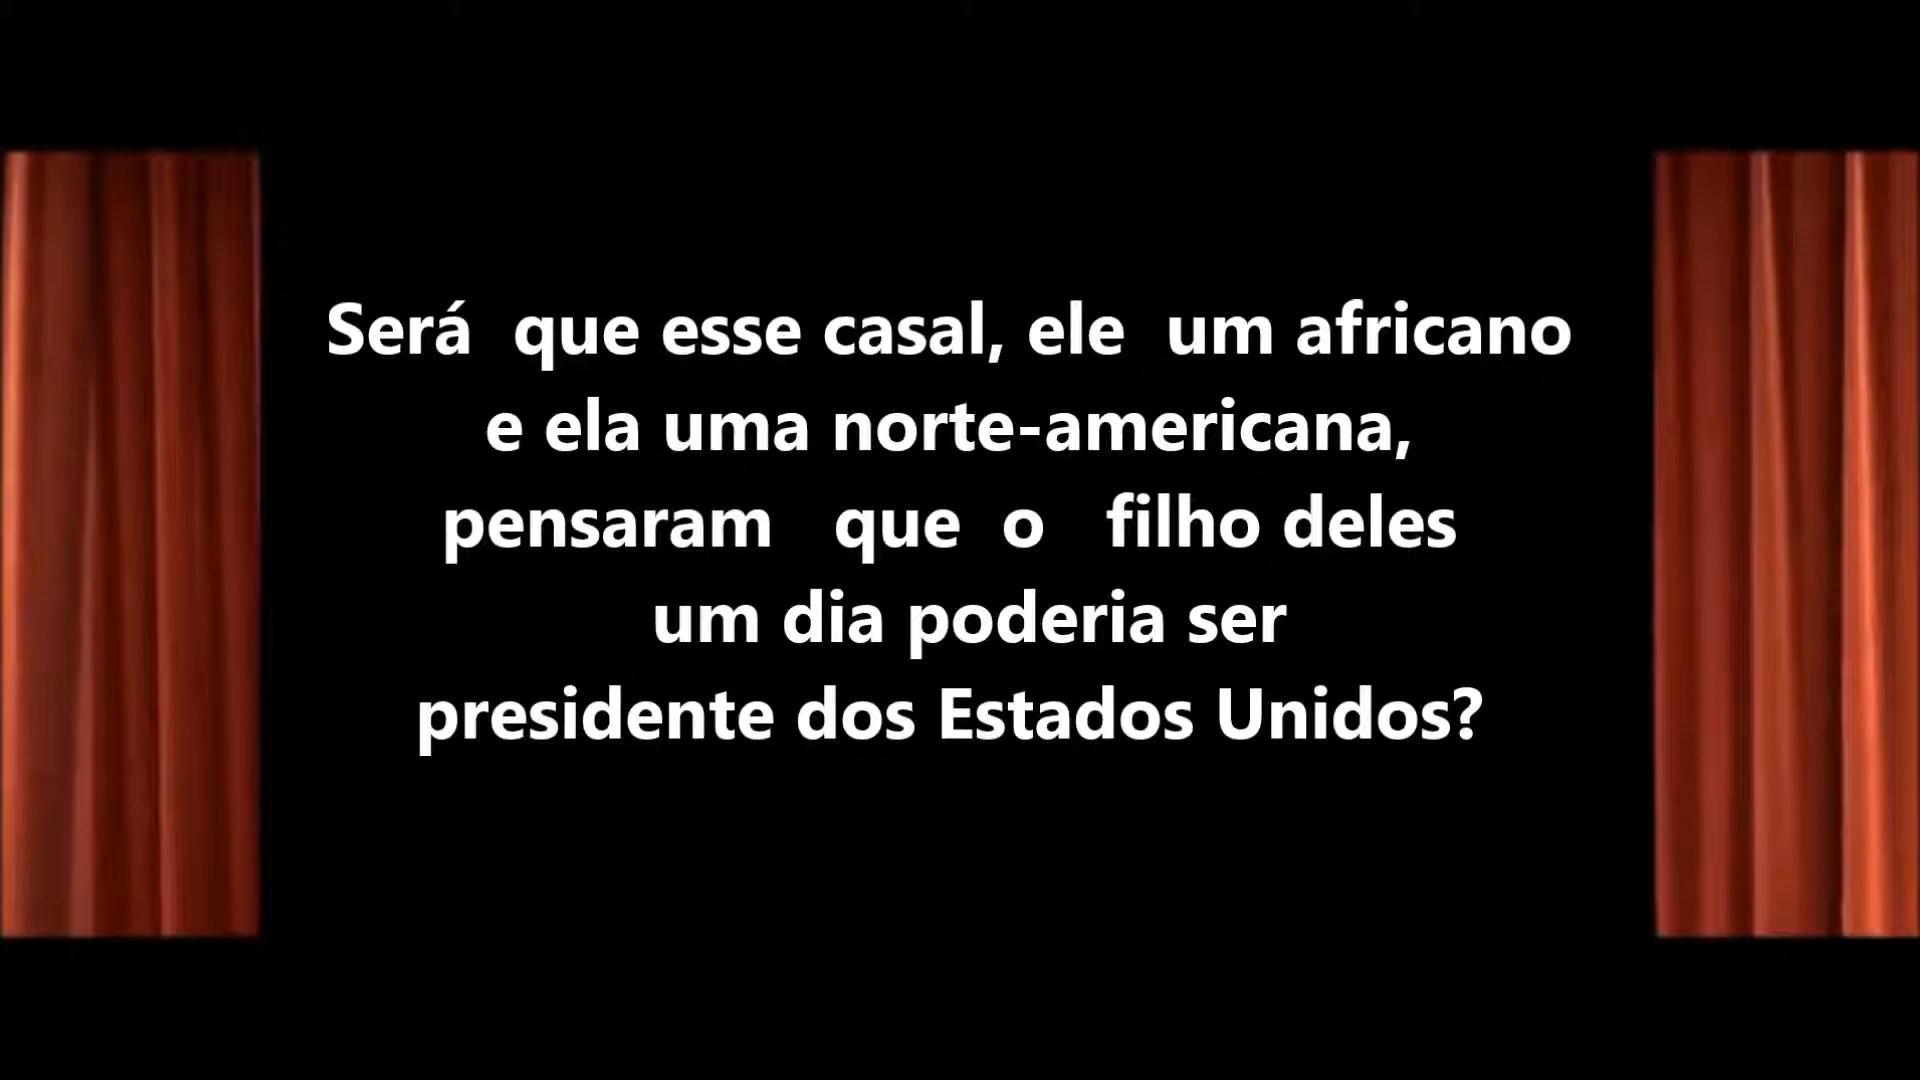 Será que esse casal, ele um africano
e ela uma norte-americana,
pensaram que o filho deles
um dia poderia ser
presidente dos Estados Unidos?